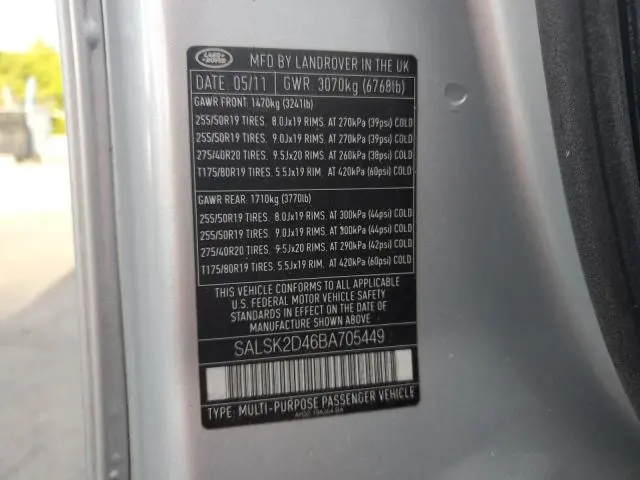 LAND ROVER
MFD BY LANDROVER IN THE UK
DATE. 05/11 GWR. 3070kg (6768lb)
GAWR FRONT: 1470kg (3241lb)
255/50R19 TIRES. 8.0Jx19 RIMS. AT 270kPa (39psi) COLD
255/50R19 TIRES. 9.0Jx19 RIMS. AT 270kPa (39psi) COLD
275/40R20 TIRES. 9.5Jx20 RIMS. AT 260kPa (38psi) COLD
T175/80R19 TIRES. 5.5Jx19 RIM. AT 420kPa (60psi) COLD
GAWR REAR: 1710kg (3770lb)
255/50R19 TIRES. 8.0Jx19 RIMS. AT 300kPa (44psi) COLD
255/50R19 TIRES. 9.0Jx19 RIMS. AT 300kPa (44psi) COLD
275/40R20 TIRES. 9.5Jx20 RIMS. AT 290kPa (42psi) COLD
T175/80R19 TIRES. 5.5Jx19 RIM. AT 420kPa (60psi) COLD
THIS VEHICLE CONFORMS TO ALL APPLICABLE
U.S. FEDERAL MOTOR VEHICLE SAFETY
STANDARDS IN EFFECT ON THE DATE OF
MANUFACTURE SHOWN ABOVE
SALSK2D46BA705449
TYPE: MULTI-PURPOSE PASSENGER VEHICLE